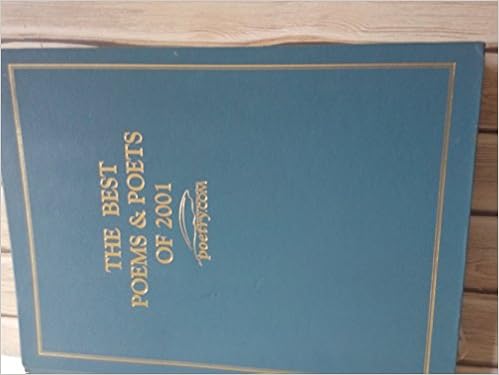 THE BEST
POEMS & POETS
OF 2001
poetry.com